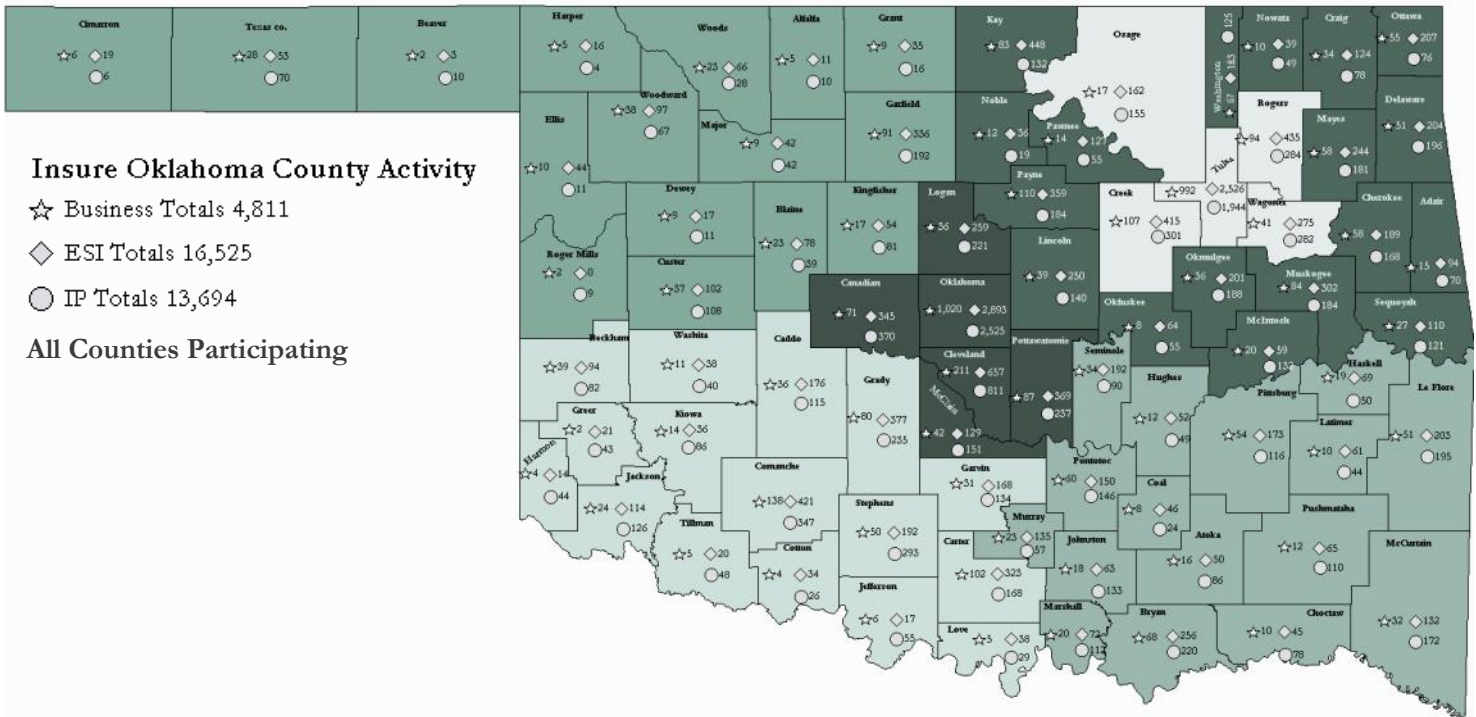 Insure Oklahoma County Activity
Business Totals 4,811
ESI Totals 16,525
IP Totals 13,694
All Counties Participating
Cimarron
6 19
6
Texas co.
28 53
70
Beaver
2 3
10
Harper
5 16
4
Woods
23 66
28
Alfalfa
5 11
10
Grant
9 35
16
Kay
83 448
132
Osage
17 162
155
Washington
67 183 125
Nowata
10 39
49
Craig
34 124
78
Ottawa
55 207
76
Ellis
10 44
11
Woodward
38 97
67
Major
9 42
42
Garfield
91 336
192
Noble
12 36
19
Pawnee
14 127
55
Rogers
94 435
284
Mayes
58 244
181
Delaware
51 204
196
Roger Mills
2 0
9
Dewey
9 17
11
Custer
37 102
108
Blaine
23 78
39
Kingfisher
17 54
81
Logan
36 259
221
Payne
110 359
184
Creek
107 415
301
Tulsa
992 2,526
1,944
Wagoner
41 275
282
Cherokee
58 189
168
Adair
15 94
70
Canadian
71 345
370
Oklahoma
1,020 2,893
2,525
Lincoln
39 250
140
Okfuskee
8 64
55
Okmulgee
36 201
188
Muskogee
84 302
184
McIntosh
20 59
132
Sequoyah
27 110
121
Beckham
39 94
82
Washita
11 38
40
Caddo
36 176
115
Grady
80 377
235
Cleveland
211 657
811
McClain
42 129
151
Pottawatomie
87 369
237
Seminole
34 192
90
Hughes
12 52
49
Pittsburg
54 173
116
Haskell
19 69
50
Le Flore
51 203
195
Latimer
10 61
44
Greer
2 21
43
Harmon
4 14
44
Kiowa
14 36
86
Jackson
24 114
126
Tillman
5 20
48
Comanche
138 421
347
Cotton
4 34
26
Stephens
50 192
293
Jefferson
6 17
55
Garvin
31 168
134
Murray
23 135
57
Carter
102 323
168
Love
5 38
29
Pontotoc
60 150
146
Coal
8 46
24
Johnston
18 63
133
Marshall
20 72
Atoka
16 50
86
Bryan
68 256
220
Pushmataha
12 65
110
Choctaw
10 45
78
McCurtain
32 132
172